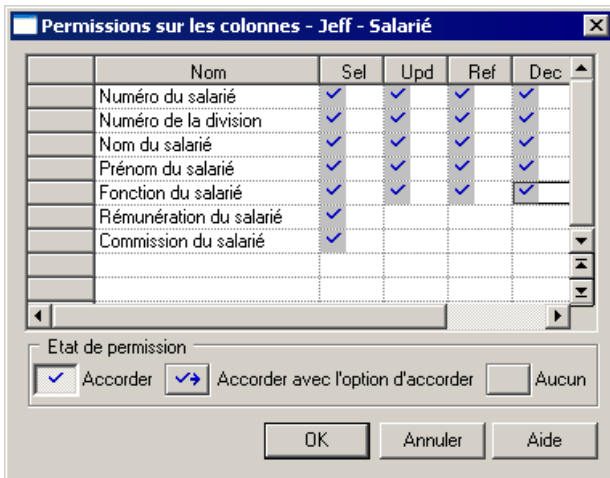 Permissions sur les colonnes - Jeff - Salarié
Nom Sel Upd Ref Dec
Numéro du salarié
Numéro de la division
Nom du salarié
Prénom du salarié
Fonction du salarié
Rémunération du salarié
Commission du salarié
Etat de permission
Accorder Accorder avec l'option d'accorder Aucun
OK Annuler Aide